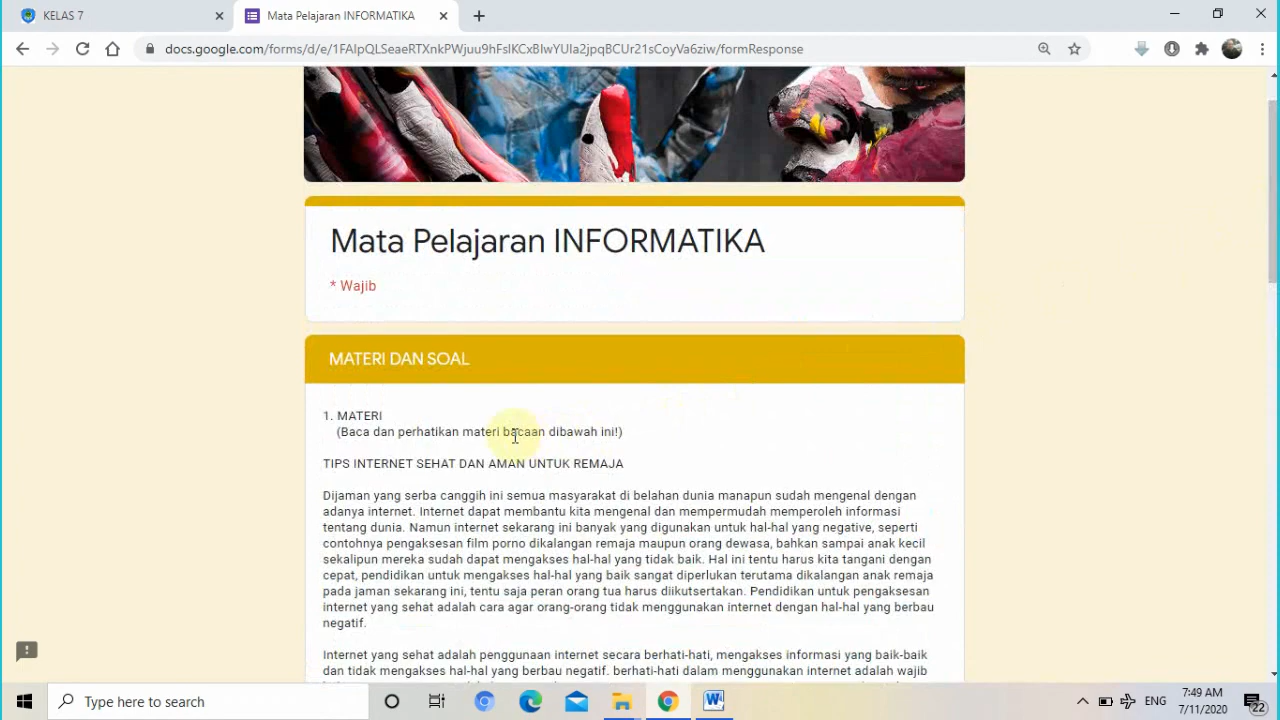 KELAS 7
Mata Pelajaran INFORMATIKA
docs.google.com/forms/d/e/1FAIpQLSeaeRTXnkPWjuu9hFslKCxBlwYUIa2jpqBCUr21sCoyVa6ziw/formResponse
Mata Pelajaran INFORMATIKA
* Wajib
MATERI DAN SOAL
1. MATERI
(Baca dan perhatikan materi bacaan dibawah ini!)
TIPS INTERNET SEHAT DAN AMAN UNTUK REMAJA
Dijaman yang serba canggih ini semua masyarakat di belahan dunia manapun sudah mengenal dengan
adanya internet. Internet dapat membantu kita mengenal dan mempermudah memperoleh informasi
tentang dunia. Namun internet sekarang ini banyak yang digunakan untuk hal-hal yang negative, seperti
contohnya pengaksesan film porno dikalangan remaja maupun orang dewasa, bahkan sampai anak kecil
sekalipun mereka sudah dapat mengakses hal-hal yang tidak baik. Hal ini tentu harus kita tangani dengan
cepat, pendidikan untuk mengakses hal-hal yang baik sangat diperlukan terutama dikalangan anak remaja
pada jaman sekarang ini, tentu saja peran orang tua harus diikutsertakan. Pendidikan untuk pengaksesan
internet yang sehat adalah cara agar orang-orang tidak menggunakan internet dengan hal-hal yang berbau
negatif.
Internet yang sehat adalah penggunaan internet secara berhati-hati, mengakses informasi yang baik-baik
dan tidak mengakses hal-hal yang berbau negatif. berhati-hati dalam menggunakan internet adalah wajib
Type here to search
ENG
7:49 AM
7/11/2020
22